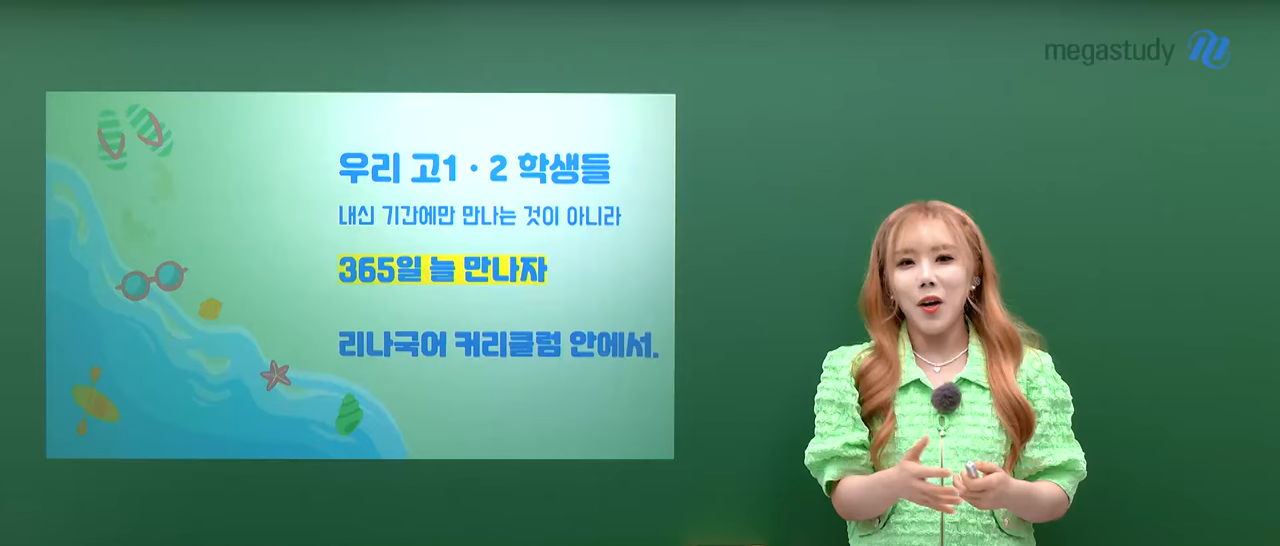 megastudy
우리 고1·2 학생들
내신 기간에만 만나는 것이 아니라
365일 늘 만나자
리나국어 커리큘럼 안에서.